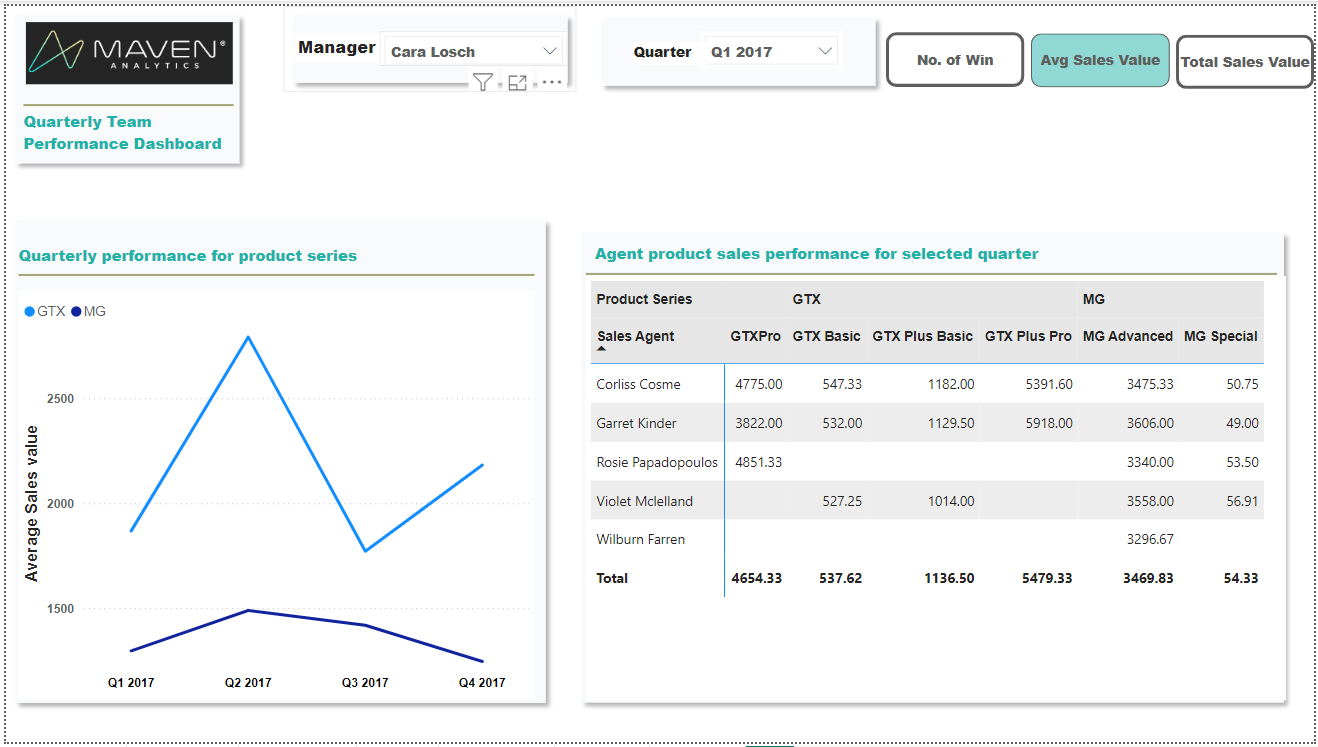 MAVEN®
ANALYTICS
Quarterly Team
Performance Dashboard
Manager
Cara Losch
Quarter
Q1 2017
No. of Win
Avg Sales Value
Total Sales Value
Quarterly performance for product series
GTX MG
Average Sales value
2500
2000
1500
Q1 2017 Q2 2017 Q3 2017 Q4 2017
Agent product sales performance for selected quarter
Product Series GTX MG
Sales Agent GTXPro GTX Basic GTX Plus Basic GTX Plus Pro MG Advanced MG Special
Corliss Cosme 4775.00 547.33 1182.00 5391.60 3475.33 50.75
Garret Kinder 3822.00 532.00 1129.50 5918.00 3606.00 49.00
Rosie Papadopoulos 4851.33 3340.00 53.50
Violet Mclelland 527.25 1014.00 3558.00 56.91
Wilburn Farren 3296.67
Total 4654.33 537.62 1136.50 5479.33 3469.83 54.33